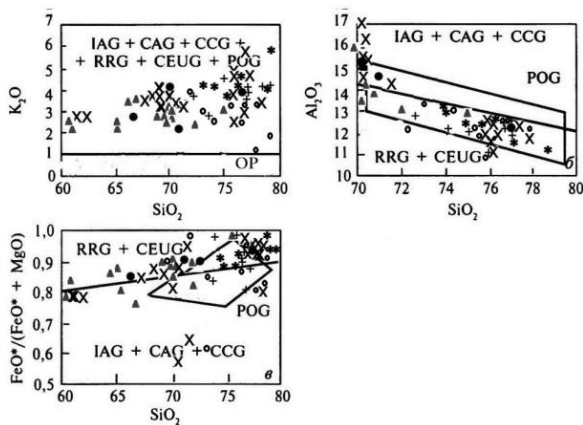 7
6
5
4
3
2
1
0
K₂O
IAG + CAG + CCG +
+ RRG + CEUG + POG
OP
60 65 70 75 80
SiO₂
17
16
15
14
13
12
11
10
Al₂O₃
IAG + CAG + CCG
POG
RRG + CEUG
б
70 72 74 76 78 80
SiO₂
1,0
0,9
0,8
0,7
0,6
0,5
FeO*/(FeO* + MgO)
RRG + CEUG
POG
IAG + CAG + CCG
в
60 65 70 75 80
SiO₂